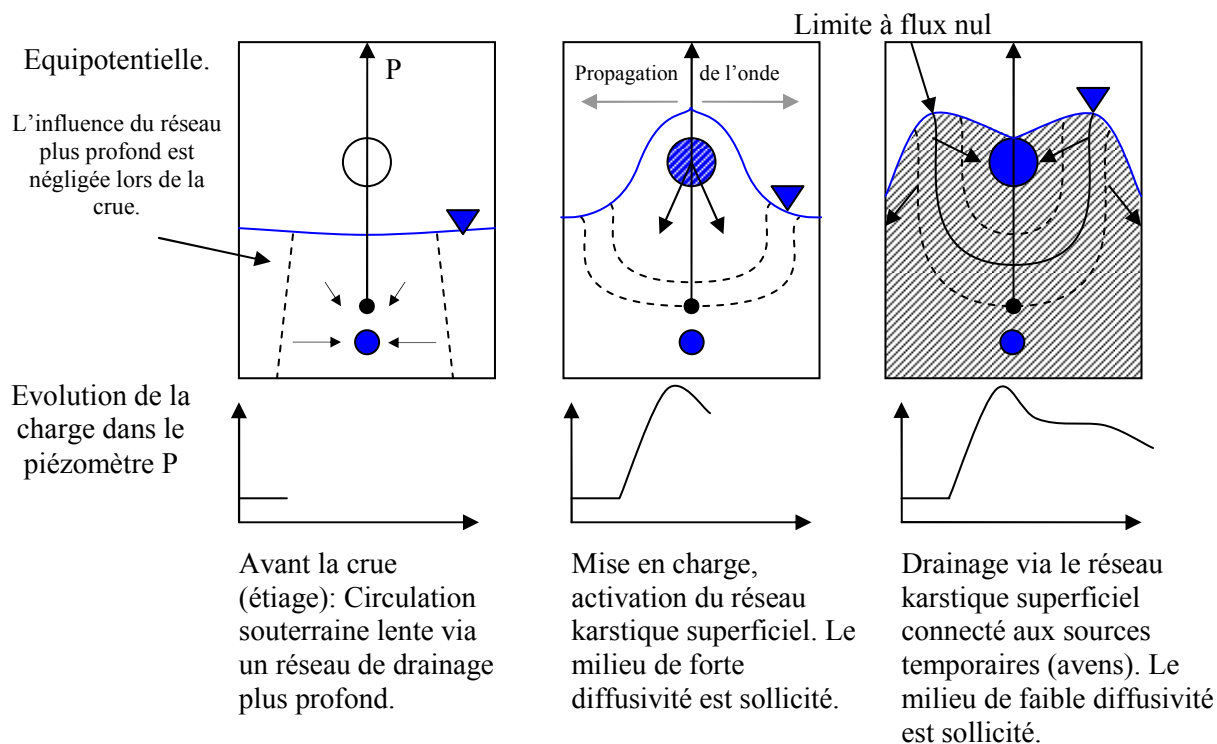 Limite à flux nul
Equipotentielle.
L'influence du réseau
plus profond est
négligée lors de la
crue.
P
Propagation de l'onde
Evolution de la
charge dans le
piézomètre P
Avant la crue
(étiage): Circulation
souterraine lente via
un réseau de drainage
plus profond.
Mise en charge,
activation du réseau
karstique superficiel. Le
milieu de forte
diffusivité est sollicité.
Drainage via le réseau
karstique superficiel
connecté aux sources
temporaires (avens). Le
milieu de faible diffusivité
est sollicité.